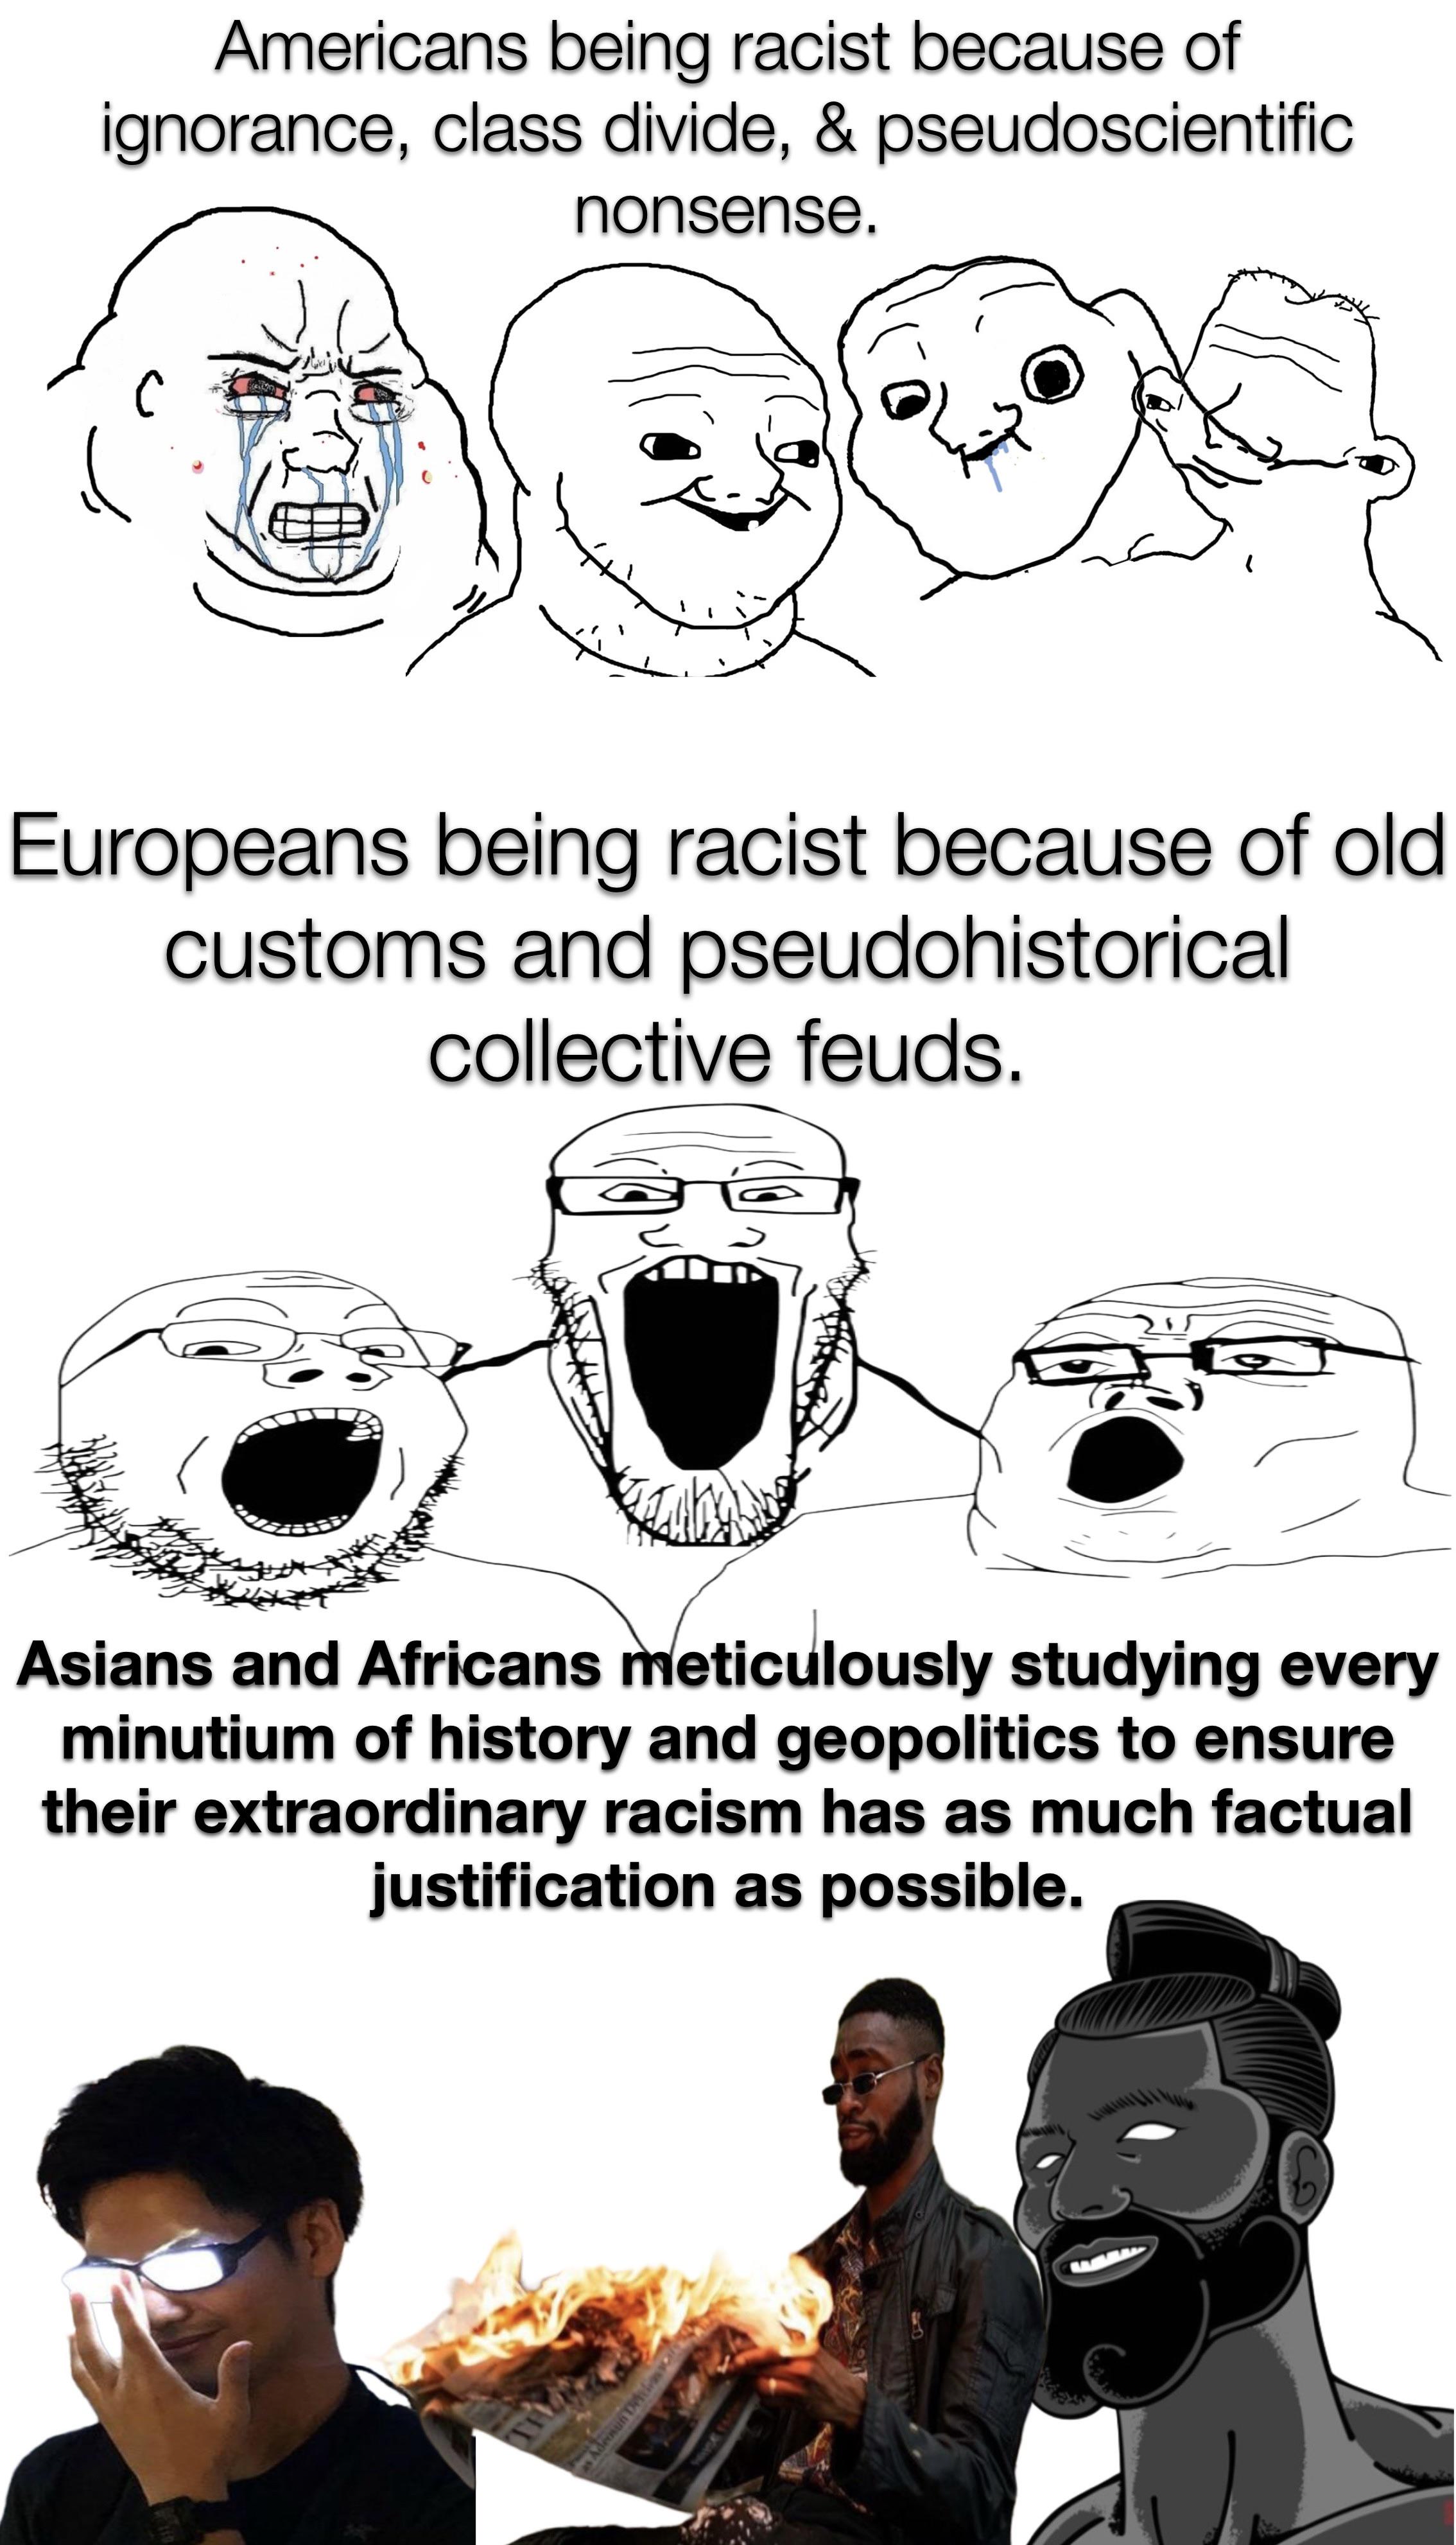 Americans being racist because of
ignorance, class divide, & pseudoscientific
nonsense.
Europeans being racist because of old
customs and pseudohistorical
collective feuds.
Asians and Africans meticulously studying every
minutium of history and geopolitics to ensure
their extraordinary racism has as much factual
justification as possible.